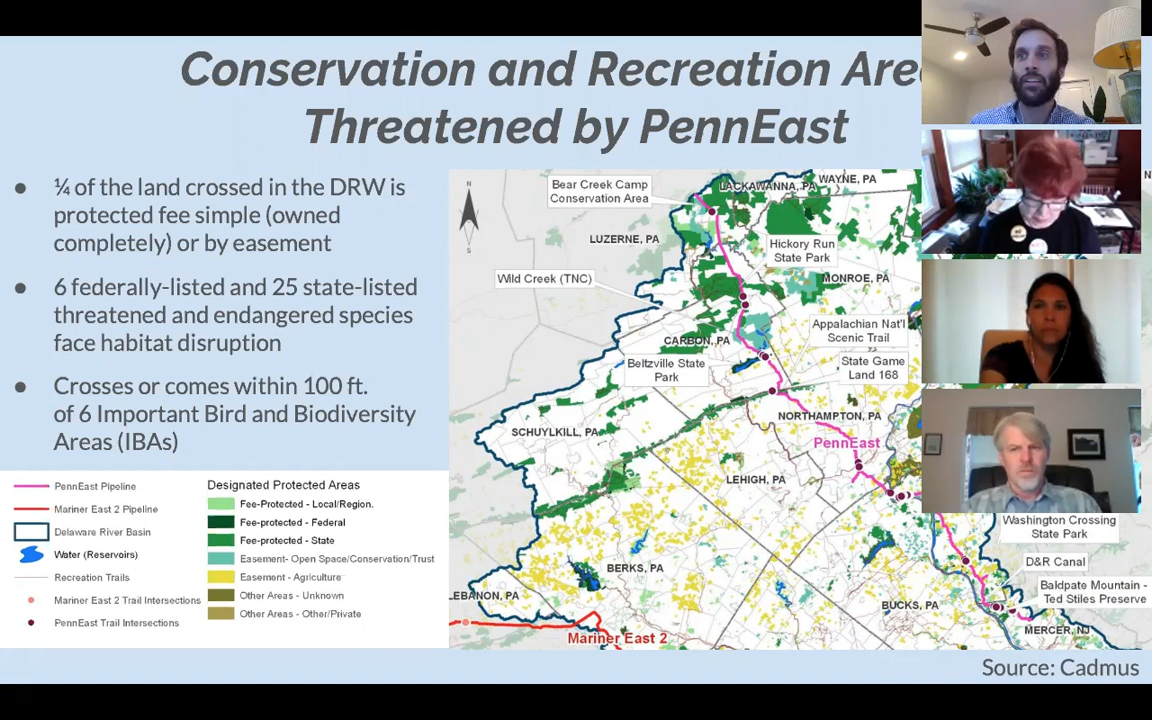 Conservation and Recreation Are
Threatened by PennEast
● ¼ of the land crossed in the DRW is
protected fee simple (owned
completely) or by easement
● 6 federally-listed and 25 state-listed
threatened and endangered species
face habitat disruption
● Crosses or comes within 100 ft.
of 6 Important Bird and Biodiversity
Areas (IBAs)
PennEast Pipeline
Mariner East 2 Pipeline
Delaware River Basin
Water (Reservoirs)
Recreation Trails
Mariner East 2 Trail Intersections
PennEast Trail Intersections
Designated Protected Areas
Fee-Protected - Local/Region.
Fee-protected - Federal
Fee-protected - State
Easement- Open Space/Conservation/Trust
Easement - Agriculture
Other Areas - Unknown
Other Areas - Other/Private
N
S
Bear Creek Camp
Conservation Area
LACKAWANNA, PA
WAYNE, PA
LUZERNE, PA
Hickory Run
State Park
Wild Creek (TNC)
MONROE, PA
Appalachian Nat'l
Scenic Trail
CARBON, PA
Beltzville State
Park
State Game
Land 168
NORTHAMPTON, PA
SCHUYLKILL, PA
PennEast
LEHIGH, PA
Washington Crossing
State Park
D&R Canal
BERKS, PA
Baldpate Mountain -
Ted Stiles Preserve
LEBANON, PA
BUCKS, PA
MERCER, NJ
Mariner East 2
Source: Cadmus
N